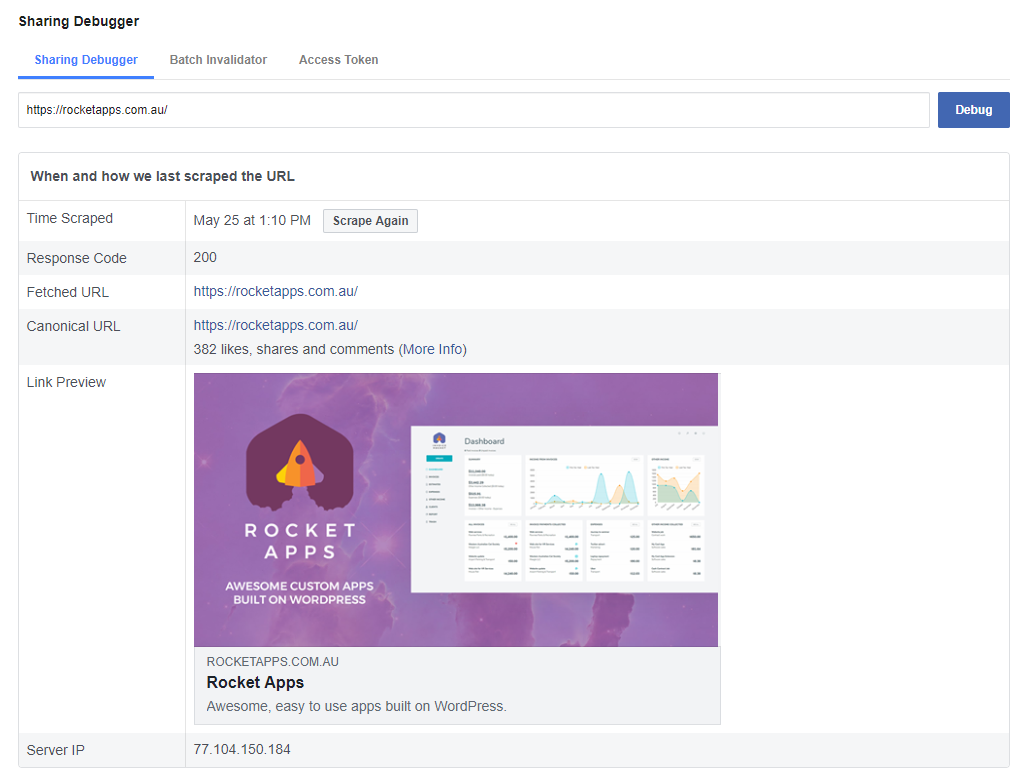 Sharing Debugger
Sharing Debugger Batch Invalidator Access Token
https://rocketapps.com.au/ Debug
When and how we last scraped the URL
Time Scraped May 25 at 1:10 PM Scrape Again
Response Code 200
Fetched URL https://rocketapps.com.au/
Canonical URL https://rocketapps.com.au/
382 likes, shares and comments (More Info)
Link Preview
ROCKET
APPS
AWESOME CUSTOM APPS
BUILT ON WORDPRESS
Dashboard
ROCKETAPPS.COM.AU
Rocket Apps
Awesome, easy to use apps built on WordPress.
Server IP 77.104.150.184